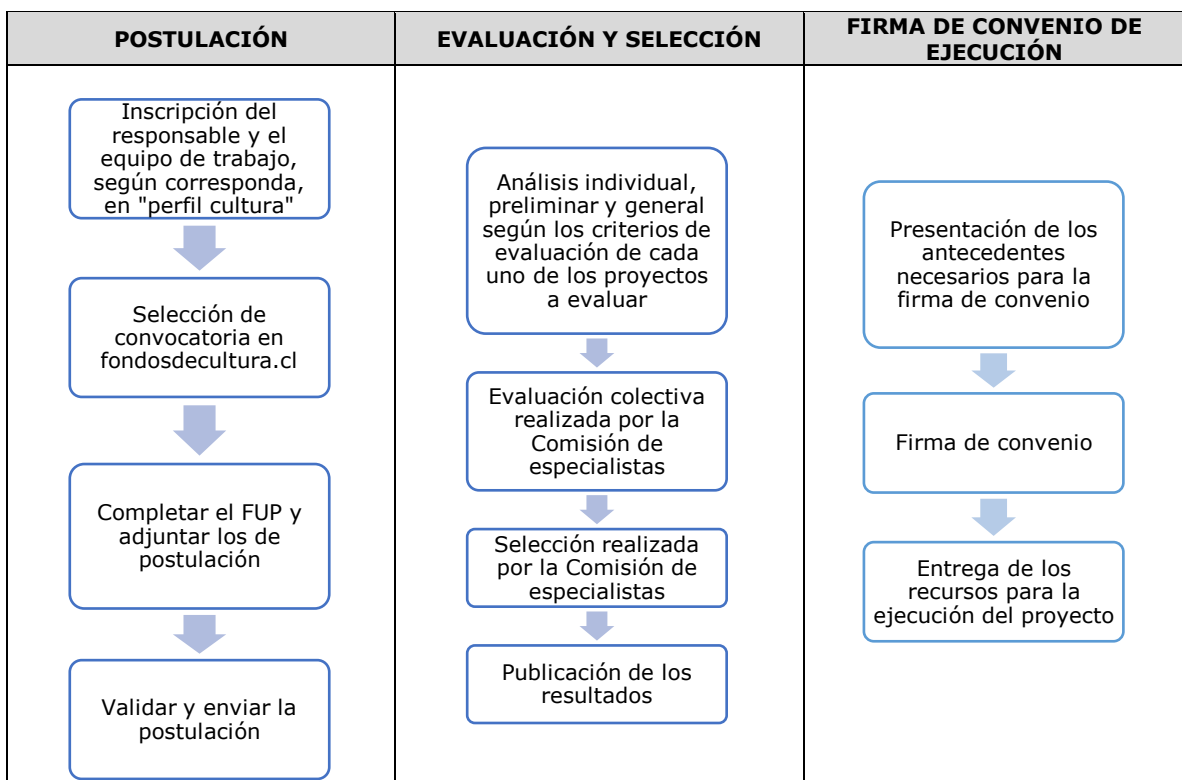 POSTULACIÓN
Inscripción del
responsable y el
equipo de trabajo,
según corresponda,
en "perfil cultura"
Selección de
convocatoria en
fondosdecultura.cl
Completar el FUP y
adjuntar los de
postulación
Validar y enviar la
postulación
EVALUACIÓN Y SELECCIÓN
Análisis individual,
preliminar y general
según los criterios de
evaluación de cada
uno de los proyectos
a evaluar
Evaluación colectiva
realizada por la
Comisión de
especialistas
Selección realizada
por la Comisión de
especialistas
Publicación de los
resultados
FIRMA DE CONVENIO DE
EJECUCIÓN
Presentación de los
antecedentes
necesarios para la
firma de convenio
Firma de convenio
Entrega de los
recursos para la
ejecución del proyecto